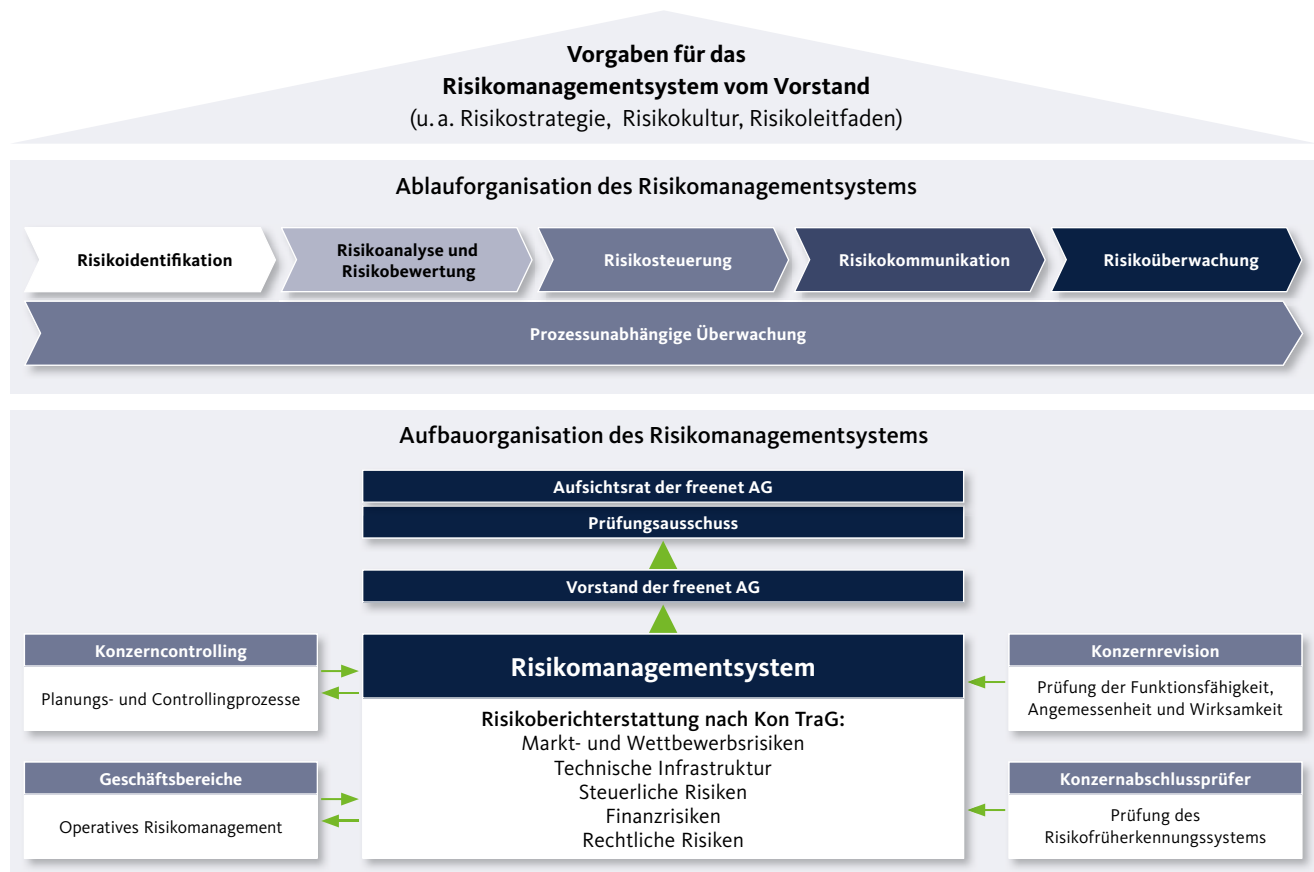 Vorgaben für das
Risikomanagementsystem vom Vorstand
(u. a. Risikostrategie, Risikokultur, Risikoleitfaden)
Ablauforganisation des Risikomanagementsystems
Risikoidentifikation
Risikoanalyse und
Risikobewertung
Risikosteuerung
Risikokommunikation
Risikoüberwachung
Prozessunabhängige Überwachung
Aufbauorganisation des Risikomanagementsystems
Aufsichtsrat der freenet AG
Prüfungsausschuss
Vorstand der freenet AG
Konzerncontrolling
Planungs- und Controllingprozesse
Geschäftsbereiche
Operatives Risikomanagement
Risikomanagementsystem
Risikoberichterstattung nach Kon TraG:
Markt- und Wettbewerbsrisiken
Technische Infrastruktur
Steuerliche Risiken
Finanzrisiken
Rechtliche Risiken
Konzernrevision
Prüfung der Funktionsfähigkeit,
Angemessenheit und Wirksamkeit
Konzernabschlussprüfer
Prüfung des
Risikofrüherkennungssystems